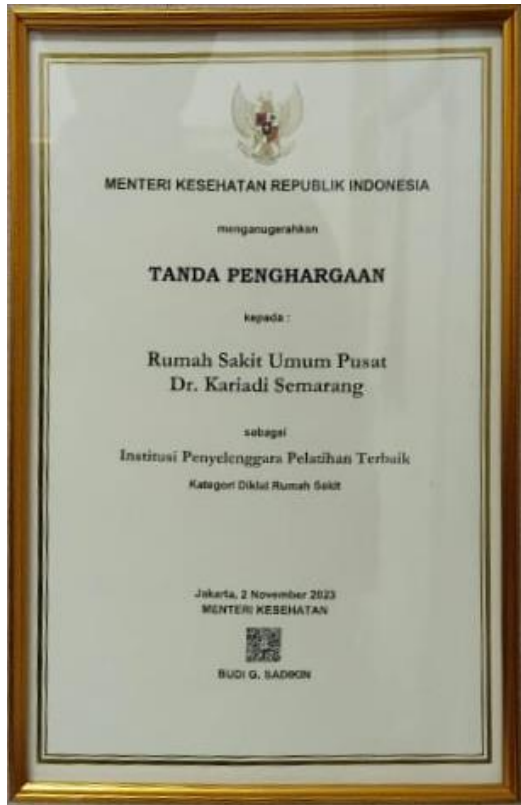 MENTERI KESEHATAN REPUBLIK INDONESIA
menganugerahkan
TANDA PENGHARGAAN
kepada :
Rumah Sakit Umum Pusat
Dr. Kariadi Semarang
sebagai
Institusi Penyelenggara Pelatihan Terbaik
Kategori Diklat Rumah Sakit
Jakarta, 2 November 2023
MENTERI KESEHATAN
BUDI G. SADIKIN